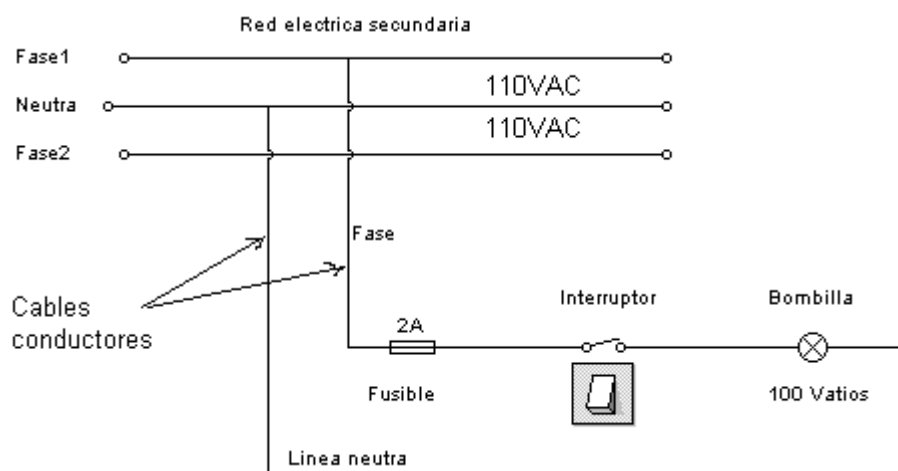 Red electrica secundaria
Fase1
110VAC
Neutra
110VAC
Fase2
Fase
Cables
conductores
Interruptor
Bombilla
2A
Fusible
100 Vatios
Linea neutra